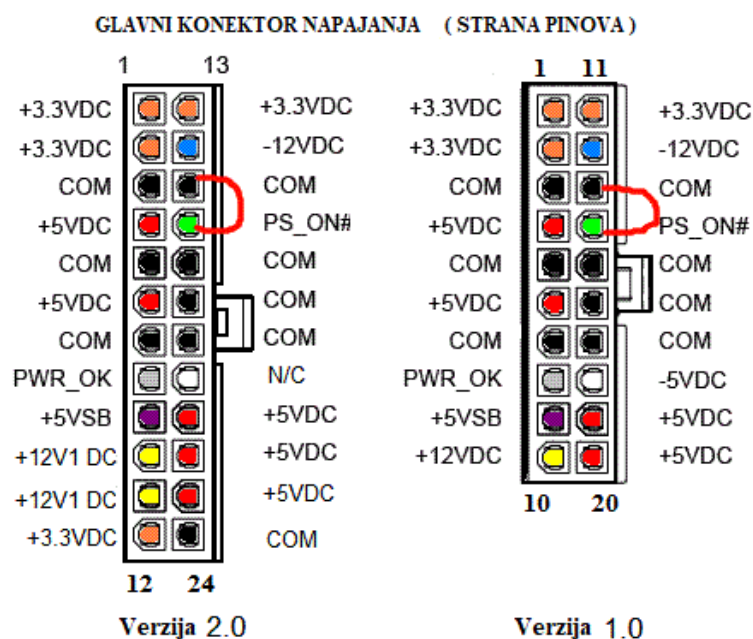 GLAVNI KONEKTOR NAPAJANJA ( STRANA PINOVA )
1 13
+3.3VDC +3.3VDC
+3.3VDC -12VDC
COM COM
+5VDC PS_ON#
COM COM
+5VDC COM
COM COM
PWR_OK N/C
+5VSB +5VDC
+12V1 DC +5VDC
+12V1 DC +5VDC
+3.3VDC COM
12 24
Verzija 2.0
1 11
+3.3VDC +3.3VDC
+3.3VDC -12VDC
COM COM
+5VDC PS_ON#
COM COM
+5VDC COM
COM COM
PWR_OK -5VDC
+5VSB +5VDC
+12VDC +5VDC
10 20
Verzija 1.0